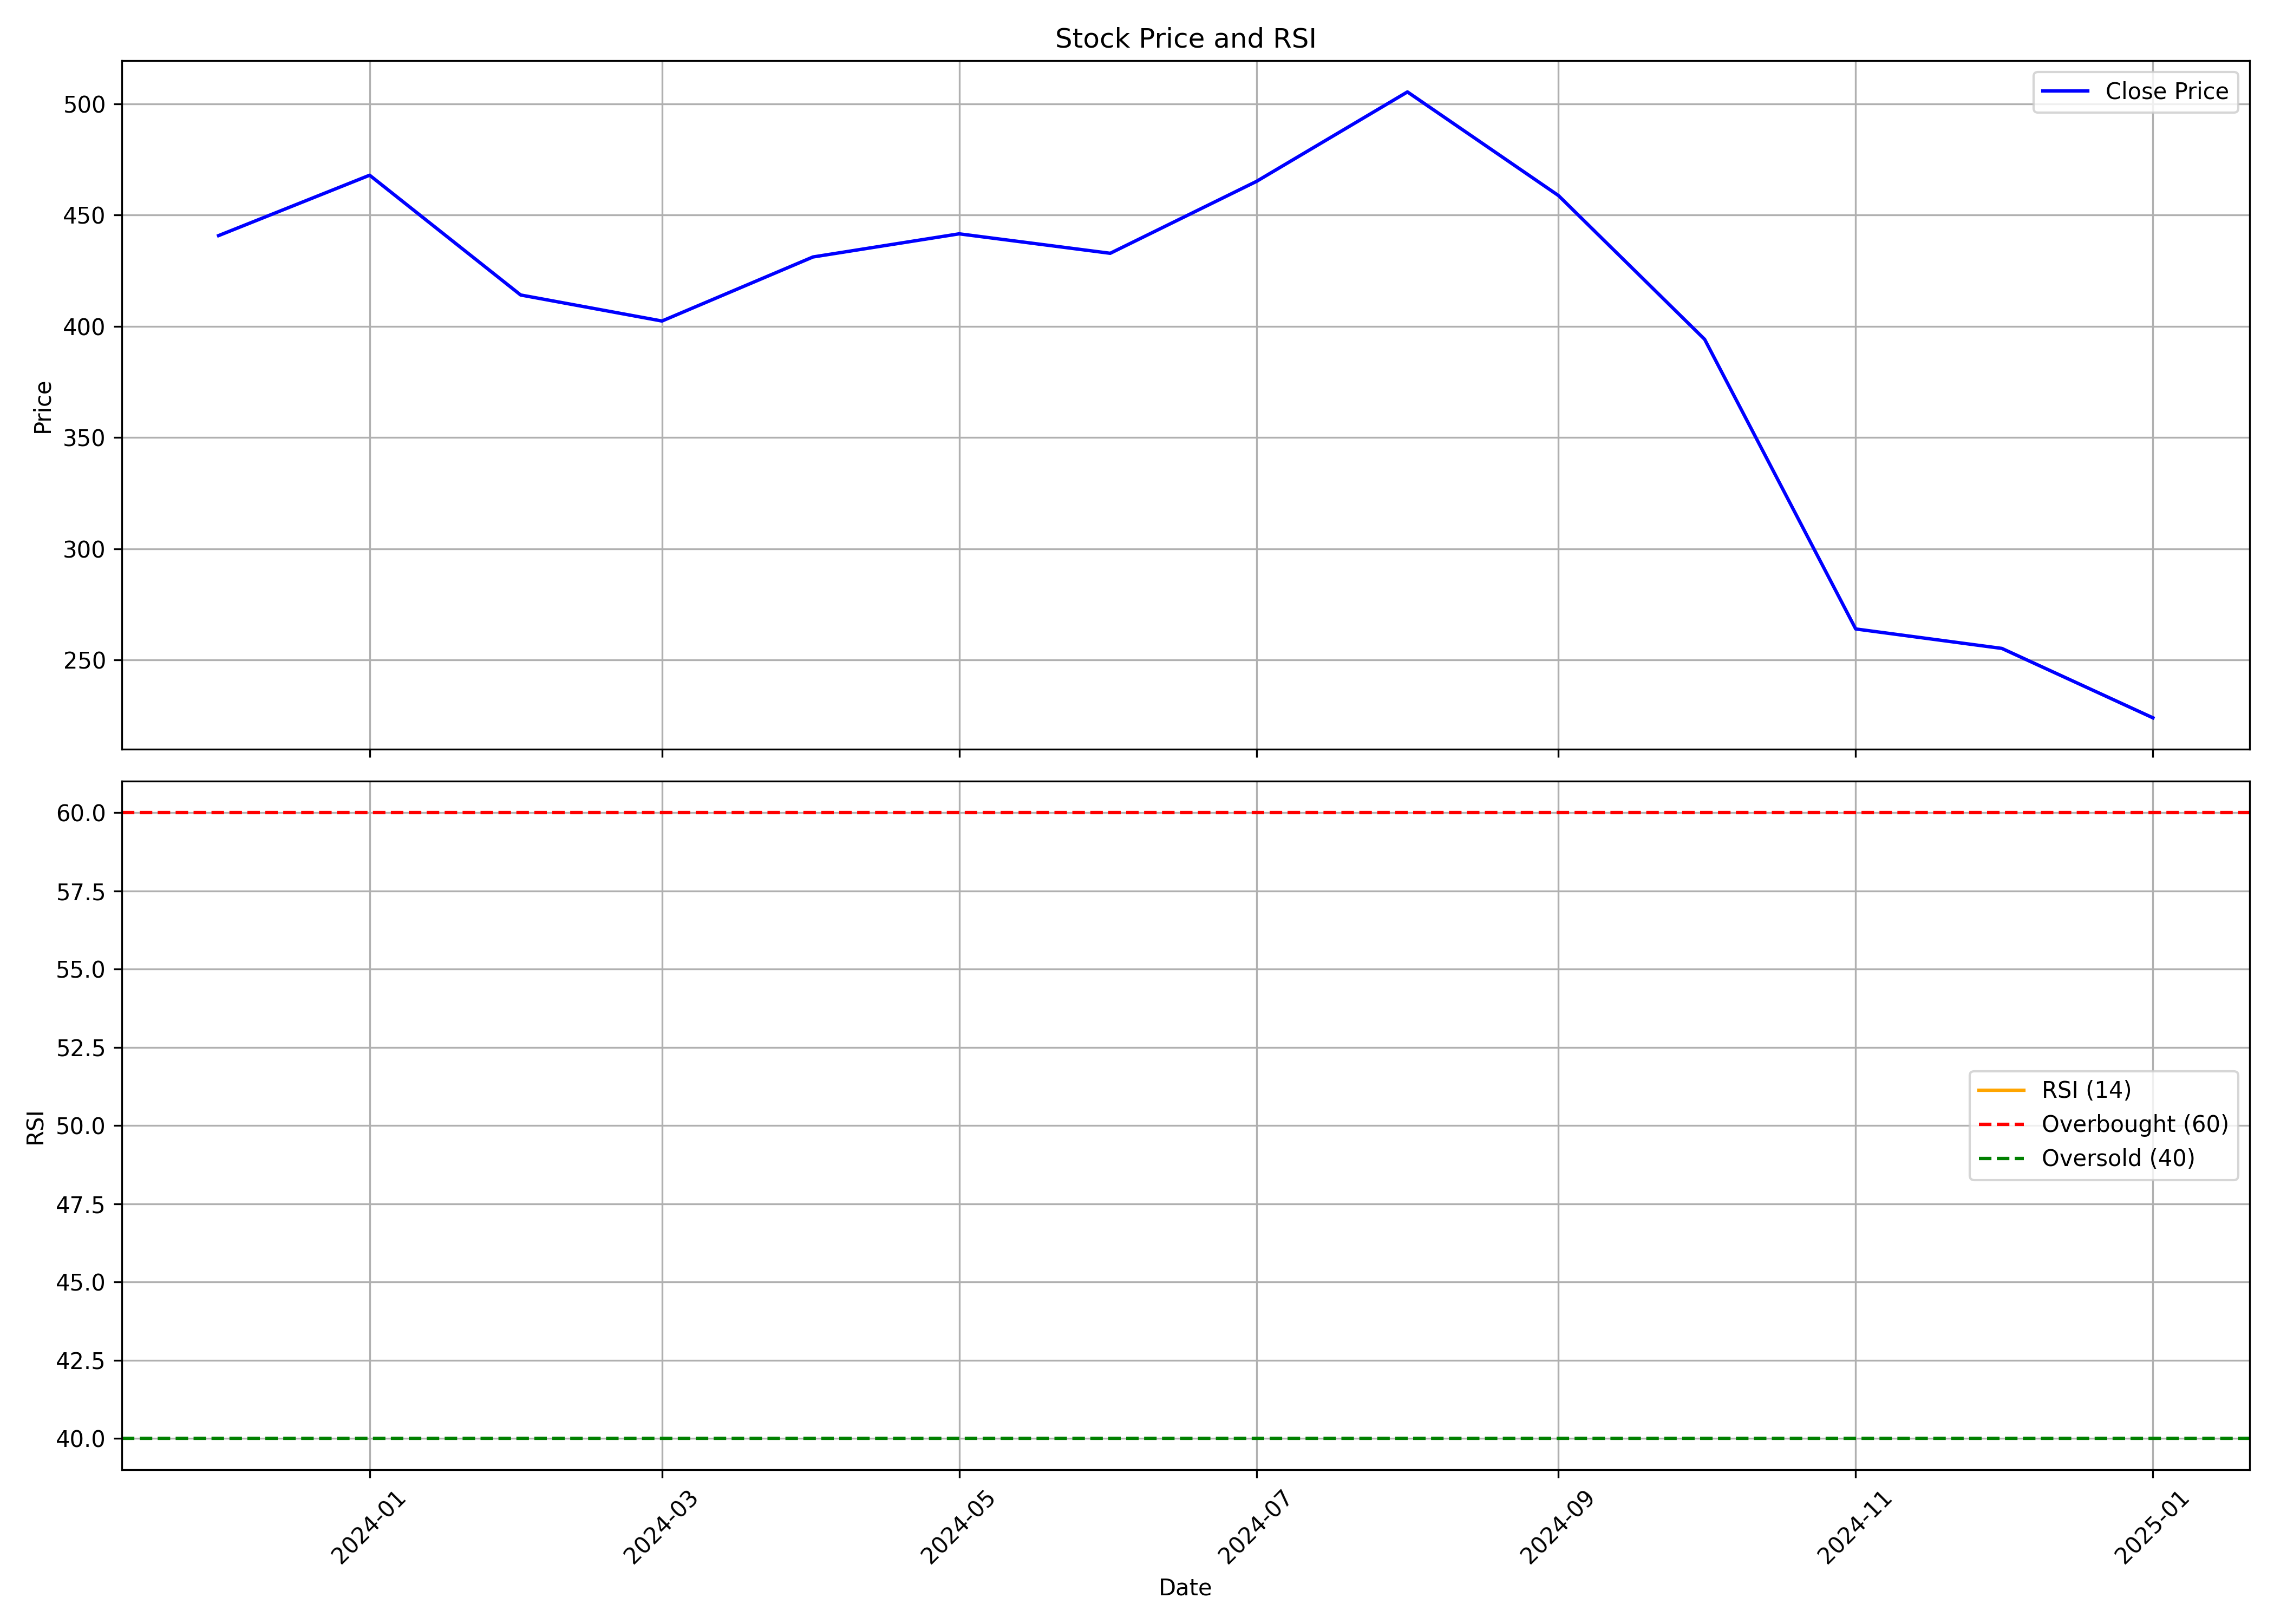 Stock Price and RSI
Close Price
500
450
400
350
300
250
Price
60.0
57.5
55.0
52.5
50.0
47.5
45.0
42.5
40.0
RSI
RSI (14)
Overbought (60)
Oversold (40)
2024-01
2024-03
2024-05
2024-07
2024-09
2024-11
2025-01
Date